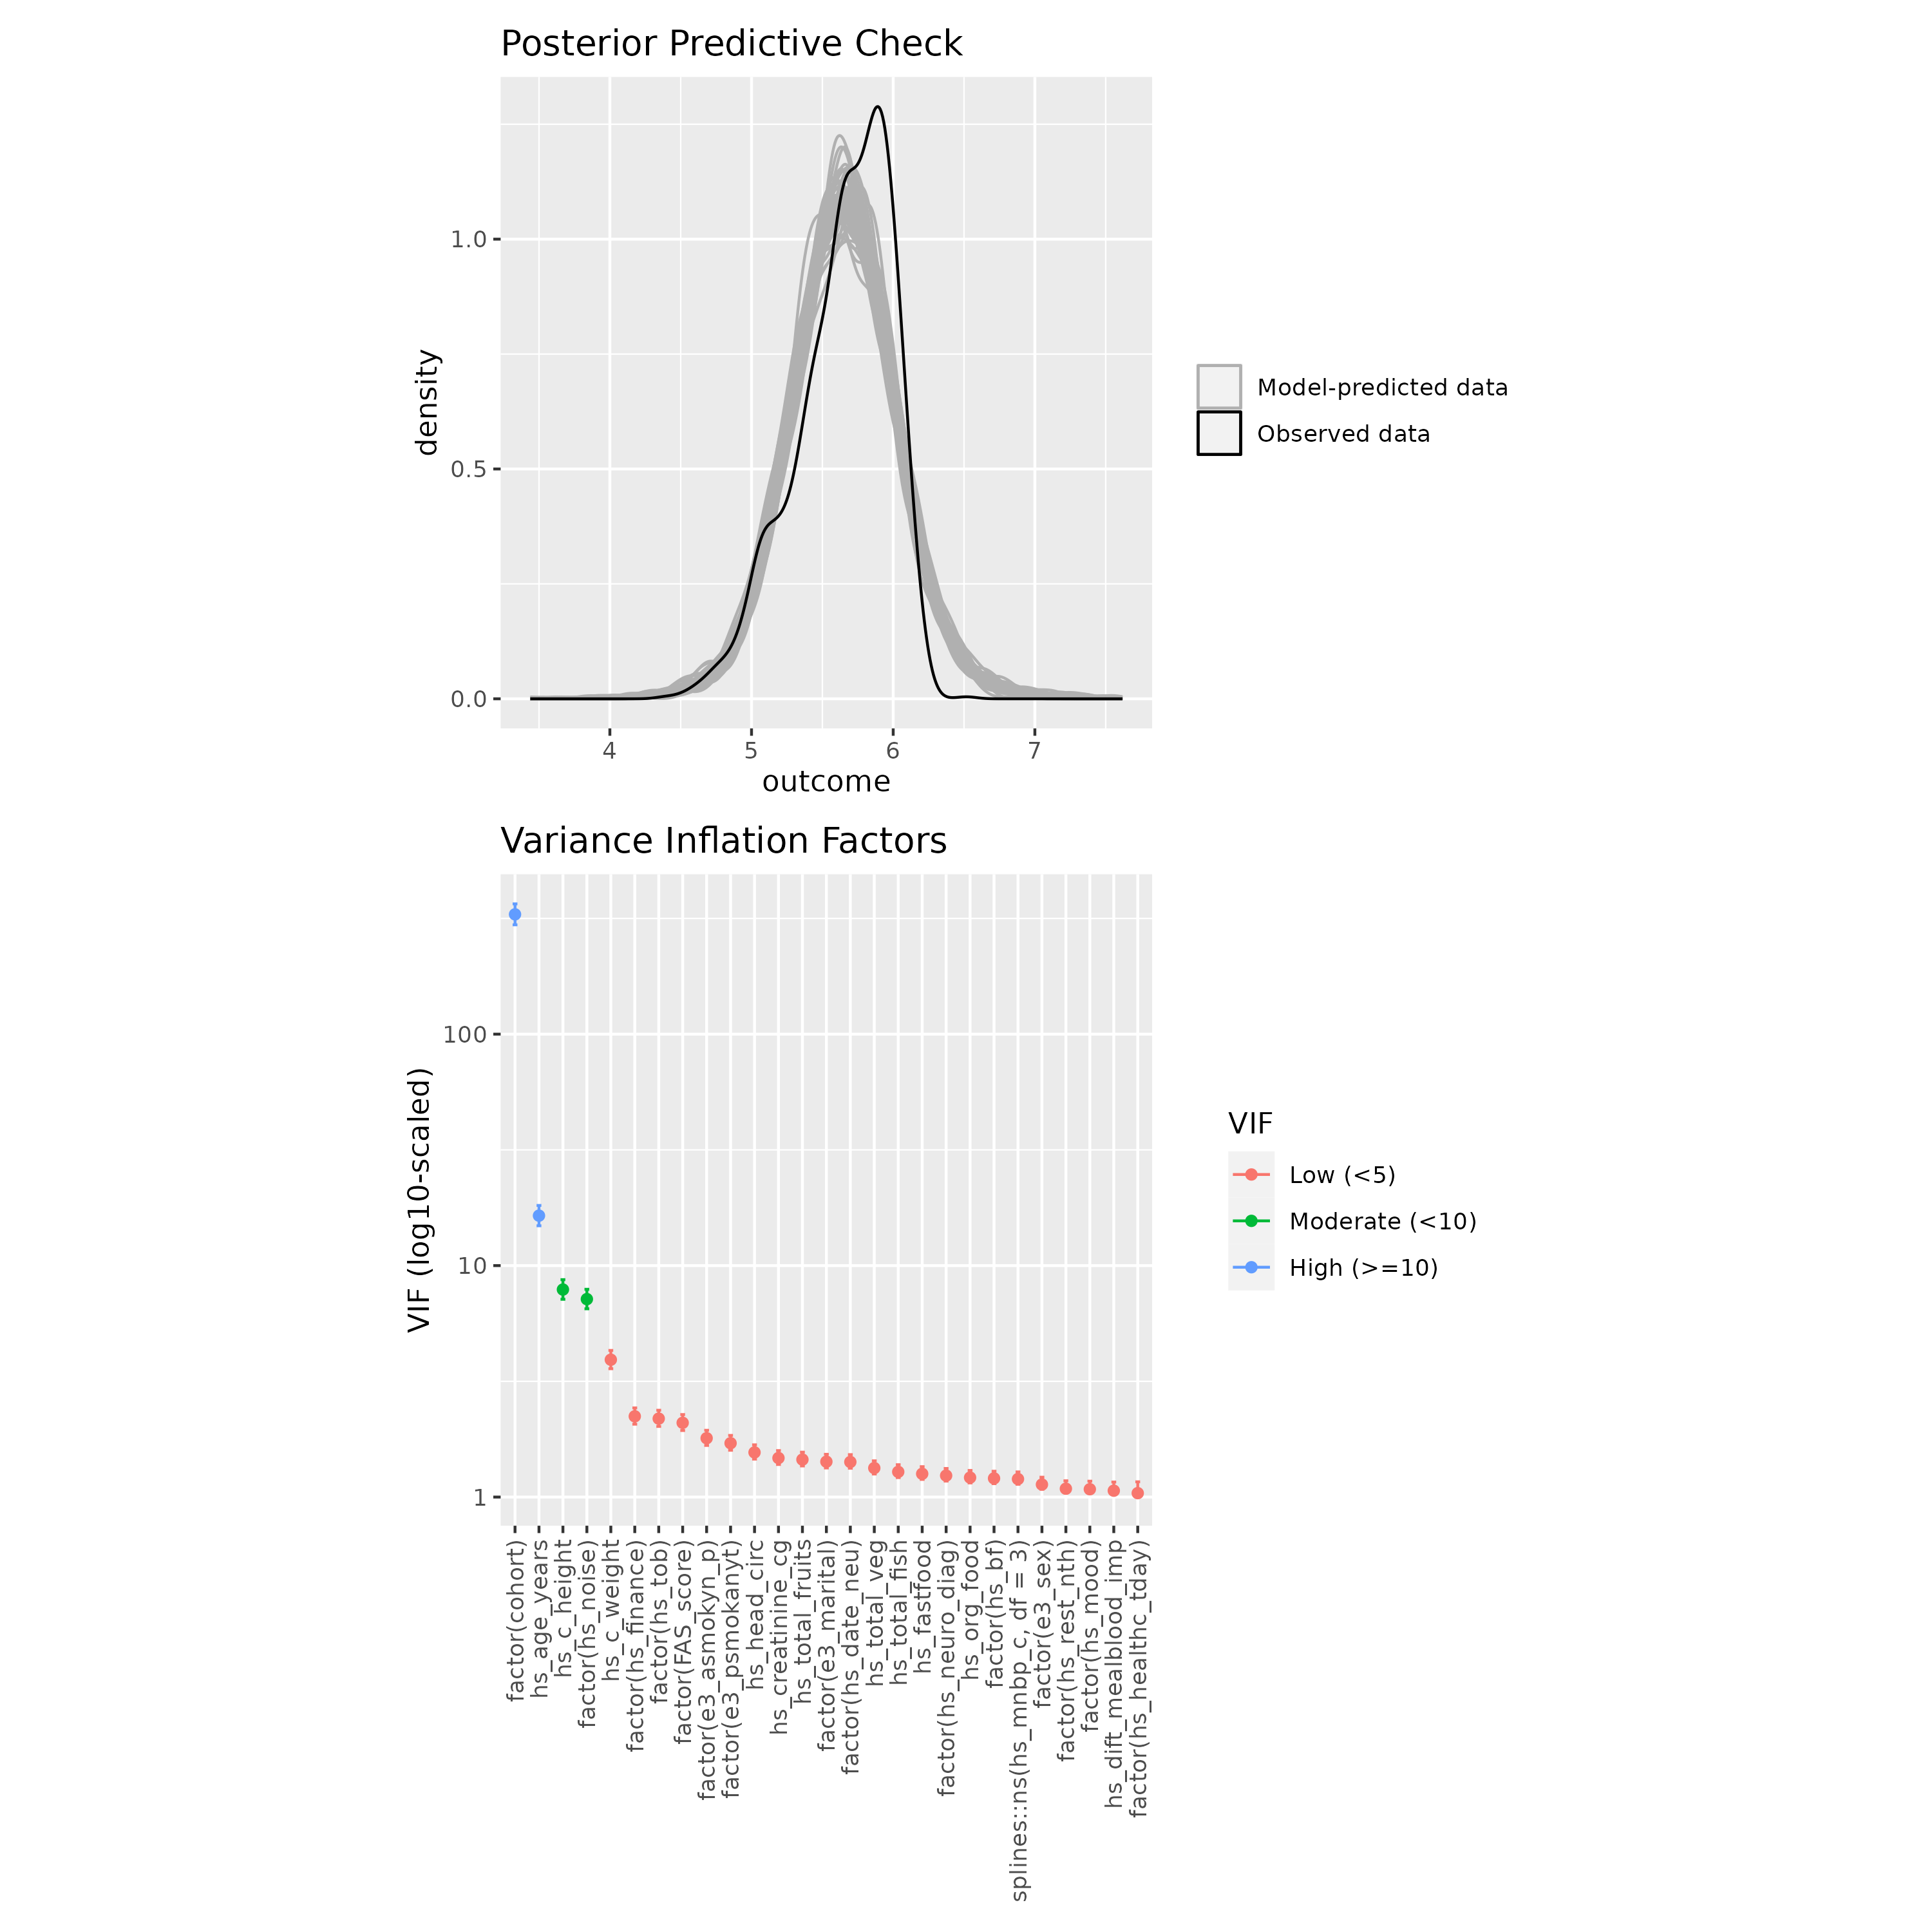 Posterior Predictive Check
density
1.0
0.5
0.0
4 5 6 7
outcome
Model-predicted data
Observed data
Variance Inflation Factors
VIF (log10-scaled)
100
10
1
factor(cohort)
hs_age_years
hs_c_height
factor(hs_noise)
hs_c_weight
factor(hs_finance)
factor(hs_tob)
factor(FAS_score)
factor(e3_asmokyn_p)
factor(e3_psmokanyt)
hs_head_circ
hs_creatinine_cg
hs_total_fruits
factor(e3_marital)
factor(hs_date_neu)
hs_total_veg
hs_total_fish
hs_fastfood
factor(hs_neuro_diag)
hs_org_food
factor(hs_bf)
splines::ns(hs_mnbp_c, df = 3)
factor(e3_sex)
factor(hs_rest_nth)
factor(hs_mood)
hs_dift_mealblood_imp
factor(hs_healthc_tday)
VIF
Low (<5)
Moderate (<10)
High (>=10)